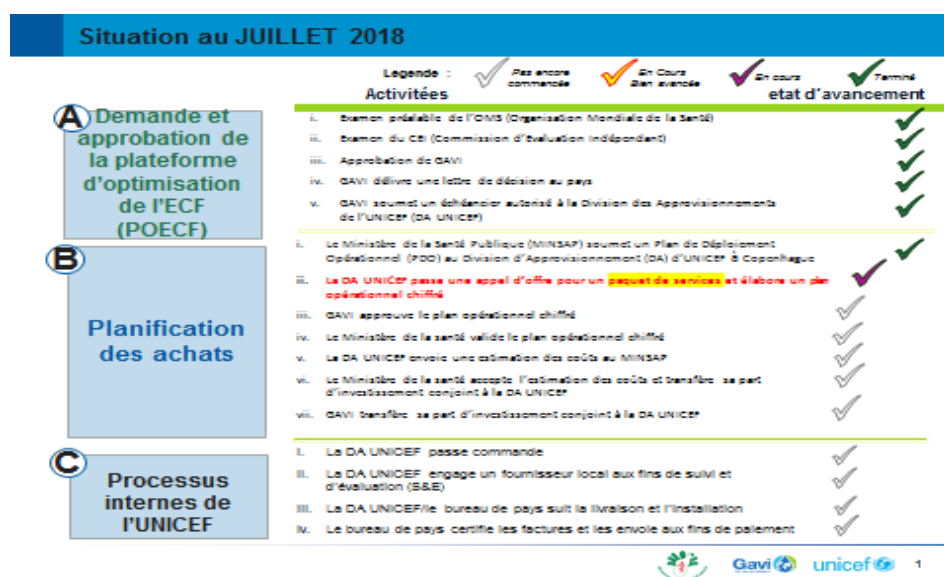 Situation au JUILLET 2018
Legende :
Pas encore
commencée
En Cours
Bien avancée
En cours
Terminé
Activitées
etat d'avancement
A
Demande et
approbation de
la plateforme
d'optimisation
de l'ECF
(POECF)
i. Examen préalable de l'OMS (Organisation Mondiale de la Santé)
ii. Examen du CEI (Commission d'Evaluation Indépendant)
iii. Approbation de GAVI
iv. GAVI délivre une lettre de décision au pays
v. GAVI soumet un échéancier autorisé à la Division des Approvisionnements
de l'UNICEF (DA UNICEF)
B
Planification
des achats
i. Le Ministère de la Santé Publique (MINSAP) soumet un Plan de Déploiement
Opérationnel (PDO) au Division d'Approvisionnement (DA) d'UNICEF à Copenhague
ii. La DA UNICEF passe une appel d'offre pour un paquet de services et élabore un plan
opérationnel chiffré
iii. GAVI approuve le plan opérationnel chiffré
iv. Le Ministère de la santé valide le plan opérationnel chiffré
v. La DA UNICEF envoie une estimation des coûts au MINSAP
vi. Le Ministère de la santé accepte l'estimation des coûts et transfère sa part
d'investissement conjoint à la DA UNICEF
vii. GAVI transfère sa part d'investissement conjoint à la DA UNICEF
C
Processus
internes de
l'UNICEF
I. La DA UNICEF passe commande
II. La DA UNICEF engage un fournisseur local aux fins de suivi et
d'évaluation (S&E)
III. La DA UNICEF/le bureau de pays suit la livraison et l'installation
IV. Le bureau de pays certifie les factures et les envoie aux fins de paiement
Gavi
unicef
1